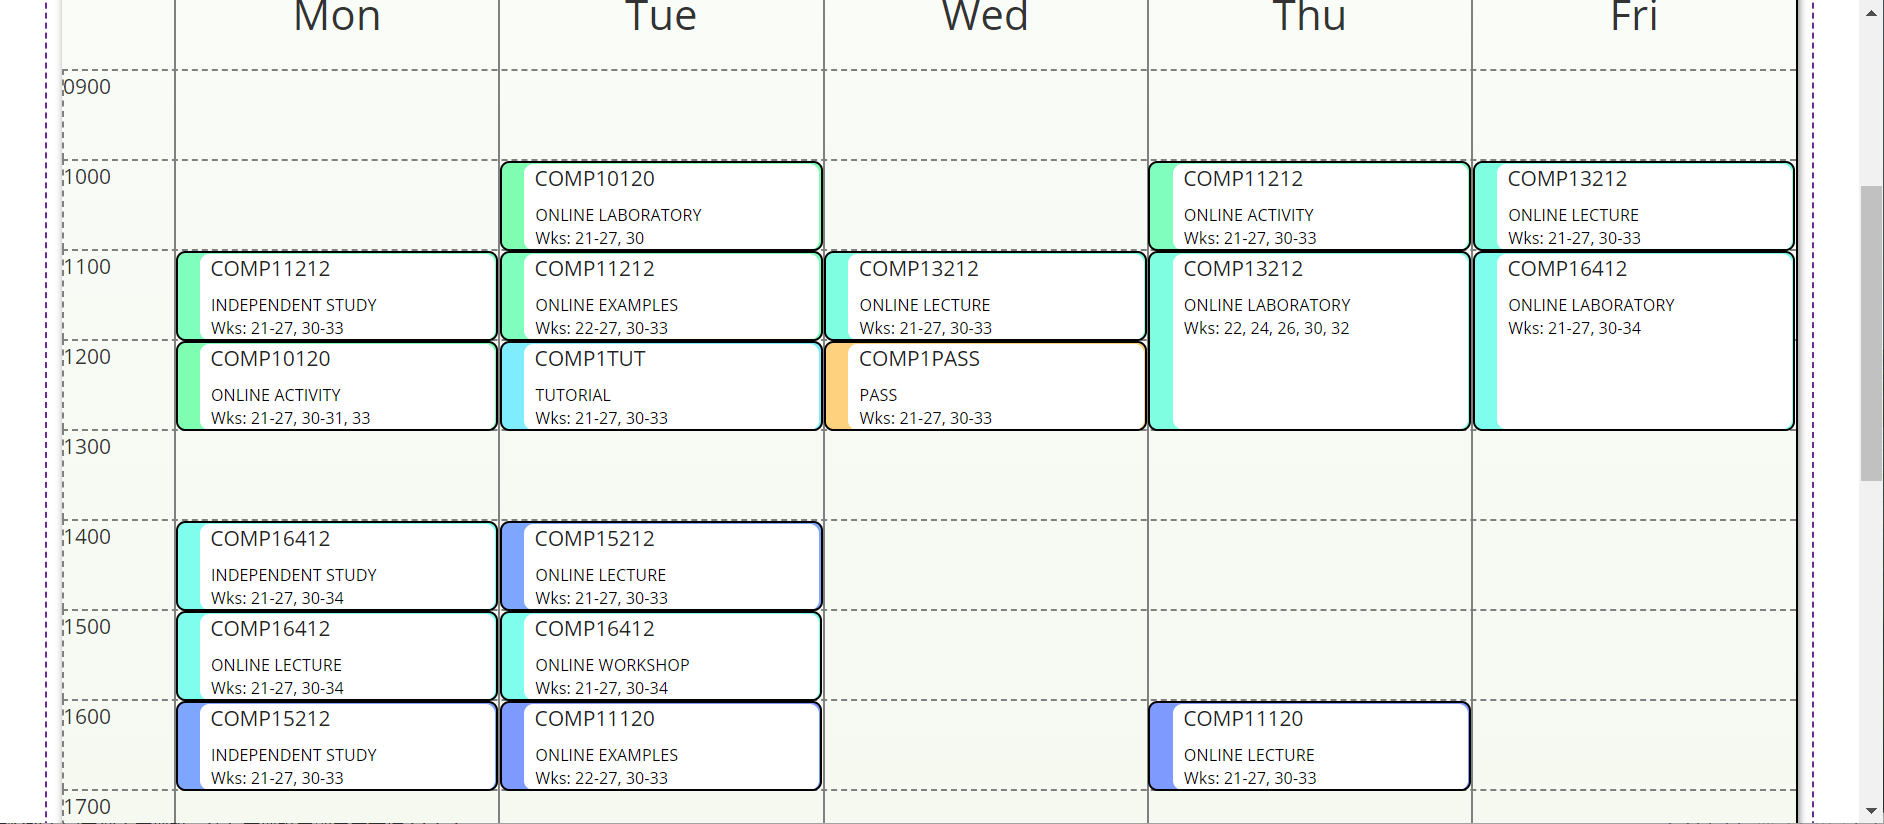 Mon Tue Wed Thu Fri
0900
1000
COMP10120
ONLINE LABORATORY
Wks: 21-27, 30
COMP11212
ONLINE ACTIVITY
Wks: 21-27, 30-33
COMP13212
ONLINE LECTURE
Wks: 21-27, 30-33
1100
COMP11212
INDEPENDENT STUDY
Wks: 21-27, 30-33
COMP11212
ONLINE EXAMPLES
Wks: 22-27, 30-33
COMP13212
ONLINE LECTURE
Wks: 21-27, 30-33
COMP13212
ONLINE LABORATORY
Wks: 22, 24, 26, 30, 32
COMP16412
ONLINE LABORATORY
Wks: 21-27, 30-34
1200
COMP10120
ONLINE ACTIVITY
Wks: 21-27, 30-31, 33
COMP1TUT
TUTORIAL
Wks: 21-27, 30-33
COMP1PASS
PASS
Wks: 21-27, 30-33
1300
1400
COMP16412
INDEPENDENT STUDY
Wks: 21-27, 30-34
COMP15212
ONLINE LECTURE
Wks: 21-27, 30-33
1500
COMP16412
ONLINE LECTURE
Wks: 21-27, 30-34
COMP16412
ONLINE WORKSHOP
Wks: 21-27, 30-34
1600
COMP15212
INDEPENDENT STUDY
Wks: 21-27, 30-33
COMP11120
ONLINE EXAMPLES
Wks: 22-27, 30-33
COMP11120
ONLINE LECTURE
Wks: 21-27, 30-33
1700